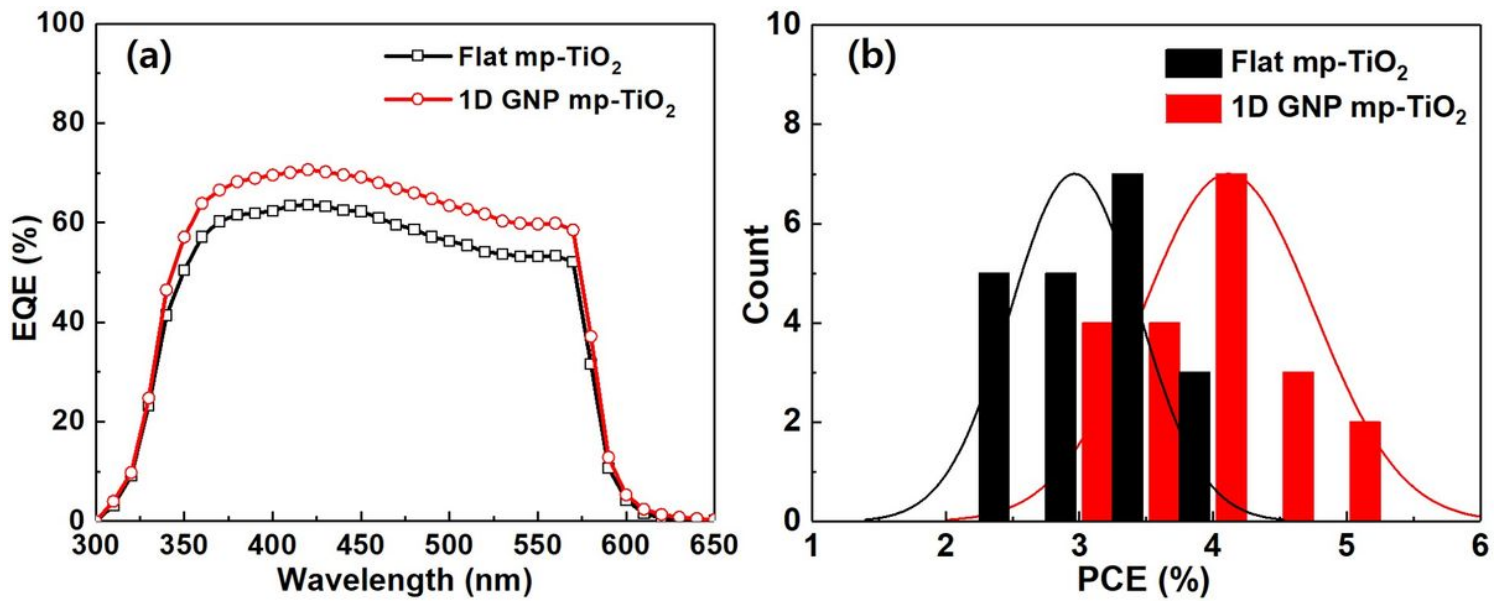 (a)
Flat mp-TiO₂
1D GNP mp-TiO₂
EQE (%)
100
80
60
40
20
0
300 350 400 450 500 550 600 650
Wavelength (nm)
(b)
Flat mp-TiO₂
1D GNP mp-TiO₂
Count
10
8
6
4
2
0
1 2 3 4 5 6
PCE (%)